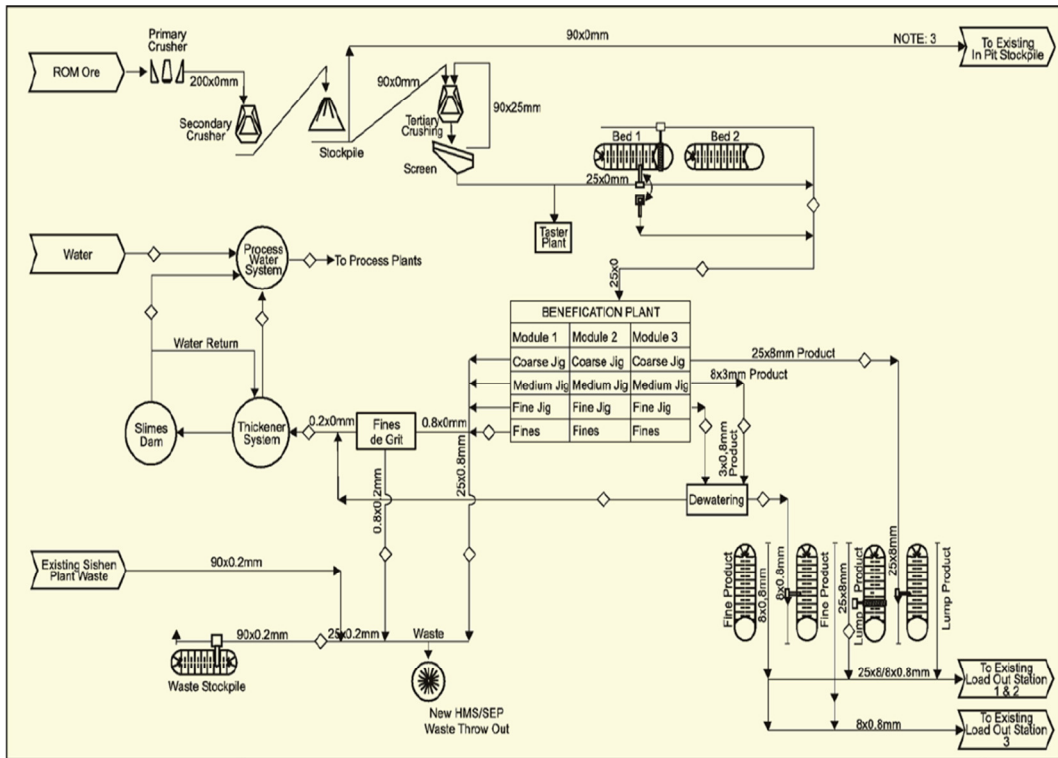 Primary
Crusher
ROM Ore
200x0mm
Secondary
Crusher
Stockpile
90x0mm
90x0mm
NOTE: 3
To Existing
In Pit Stockpile
90x25mm
Tertiary
Crushing
Screen
Bed 1
Bed 2
25x0mm
Taster
Plant
Water
Process
Water
System
To Process Plants
25x0
Water Return
Slimes
Dam
Thickener
System
0.2x0mm
Fines
de Grit
0.8x0mm
BENEFICATION PLANT
Module 1 Module 2 Module 3
Coarse Jig Coarse Jig Coarse Jig
Medium Jig Medium Jig Medium Jig
Fine Jig Fine Jig Fine Jig
Fines Fines Fines
25x8mm Product
8x3mm Product
3x0,8mm
Product
Dewatering
0.8x0.2mm
25x0.8mm
Existing Sishen
Plant Waste
90x0.2mm
90x0.2mm
25x0.2mm
Waste
Waste Stockpile
New HMS/SEP
Waste Throw Out
Fine Product
8x0,8mm
8x0.8mm
Fine Product
25x8mm
Lump Product
25x8mm
Lump Product
25x8/8x0.8mm
To Existing
Load Out Station
1 & 2
8x0.8mm
To Existing
Load Out Station
3